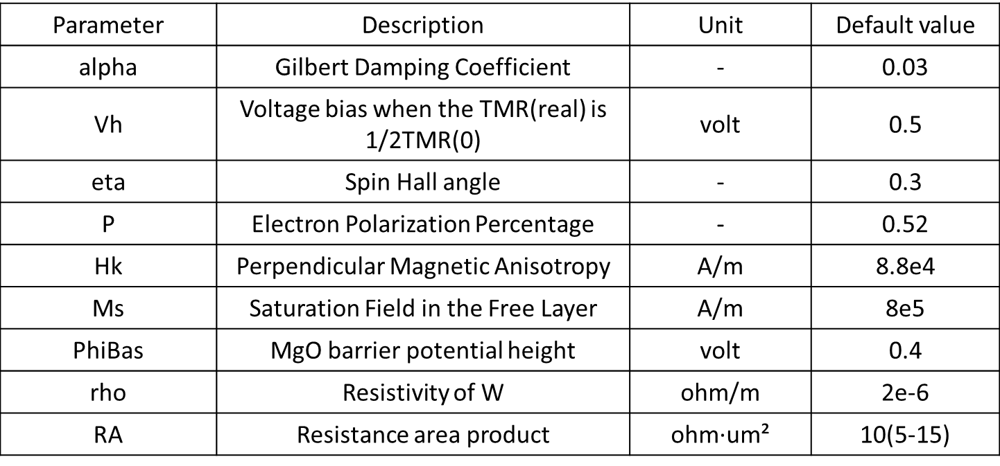 Parameter Description Unit Default value
alpha Gilbert Damping Coefficient - 0.03
Vh Voltage bias when the TMR(real) is 1/2TMR(0) volt 0.5
eta Spin Hall angle - 0.3
P Electron Polarization Percentage - 0.52
Hk Perpendicular Magnetic Anisotropy A/m 8.8e4
Ms Saturation Field in the Free Layer A/m 8e5
PhiBas MgO barrier potential height volt 0.4
rho Resistivity of W ohm/m 2e-6
RA Resistance area product ohm·um² 10(5-15)